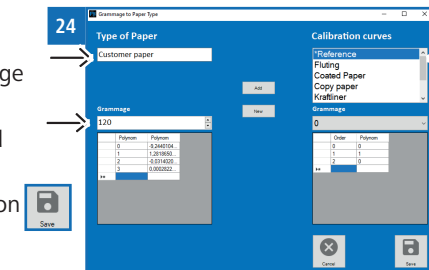 24
Grammage to Paper Type
Type of Paper
Calibration curves
Customer paper
*Reference
Fluting
Coated Paper
Copy paper
Kraftliner
Add
New
Grammage
Grammage
120
0
Polynom Polynom
0 -9,2440104...
1 1,2018650...
2 -0,0314020...
3 0.0002822...
Order Polynom
0 0
1 1
2 0
ge
l
on
Save
Cancel
Save